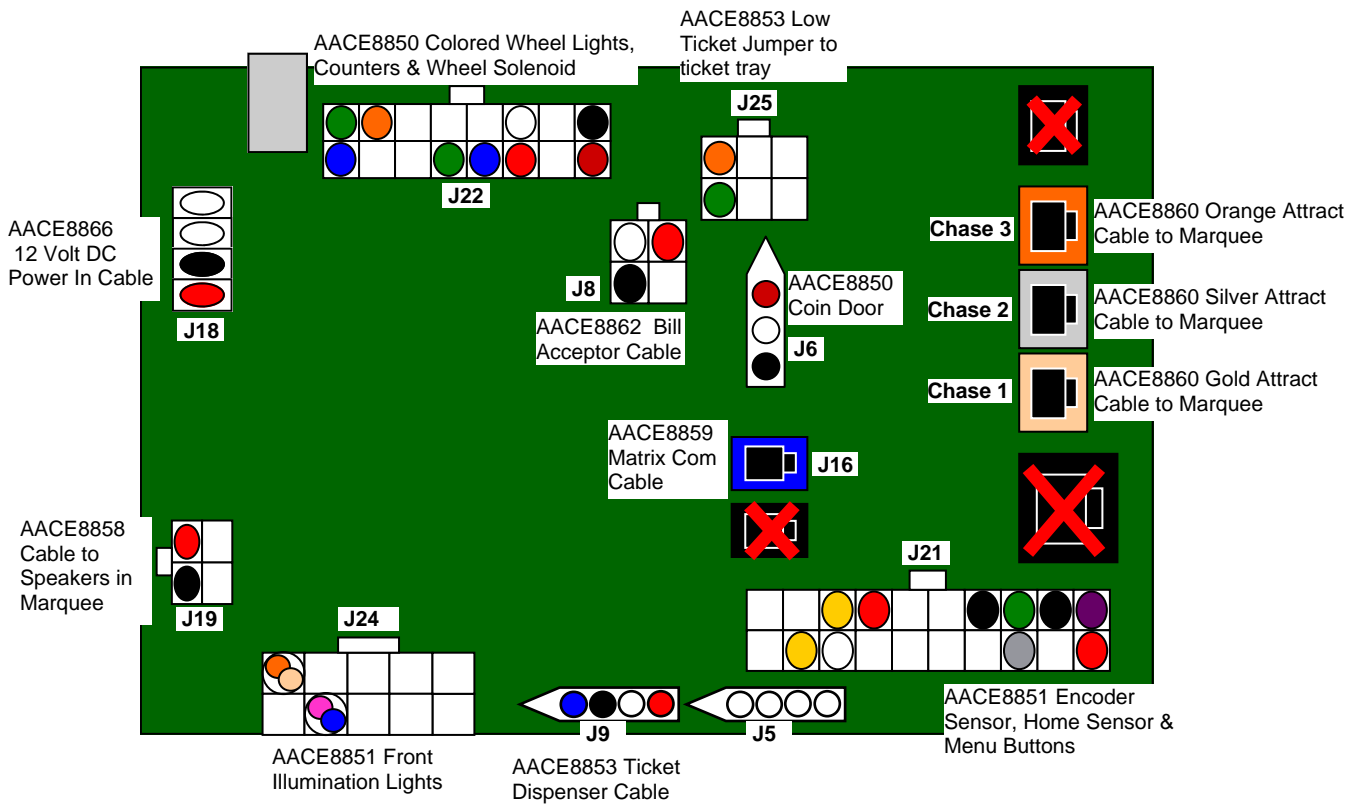 AACE8850 Colored Wheel Lights,
Counters & Wheel Solenoid
J22
AACE8853 Low
Ticket Jumper to
ticket tray
J25
AACE8866
12 Volt DC
Power In Cable
J18
J8
AACE8862 Bill
Acceptor Cable
AACE8850
Coin Door
J6
Chase 3
AACE8860 Orange Attract
Cable to Marquee
Chase 2
AACE8860 Silver Attract
Cable to Marquee
Chase 1
AACE8860 Gold Attract
Cable to Marquee
AACE8859
Matrix Com
Cable
J16
AACE8858
Cable to
Speakers in
Marquee
J19
J24
AACE8851 Front
Illumination Lights
J9
AACE8853 Ticket
Dispenser Cable
J5
J21
AACE8851 Encoder
Sensor, Home Sensor &
Menu Buttons